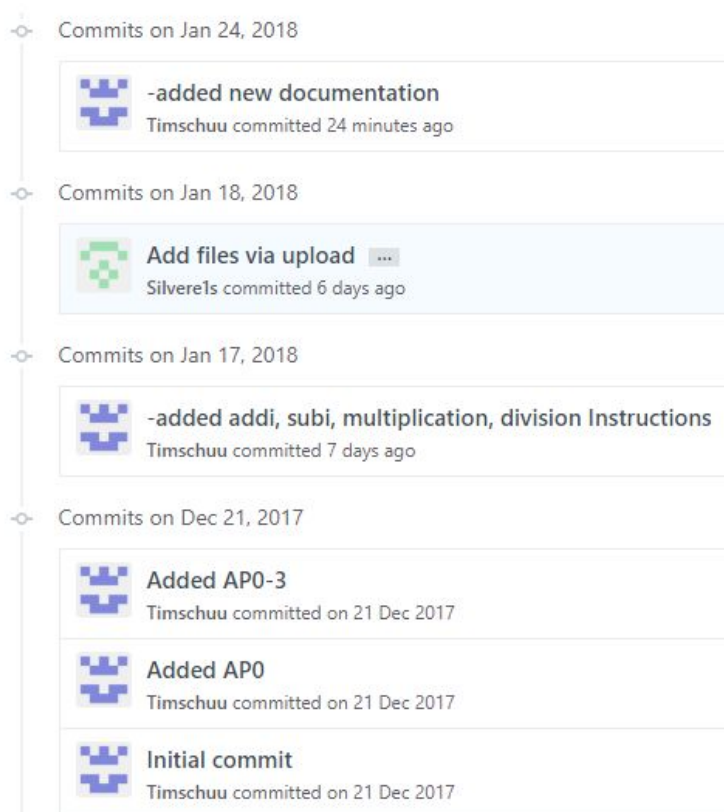 Commits on Jan 24, 2018
-added new documentation
Timschuu committed 24 minutes ago
Commits on Jan 18, 2018
Add files via upload ...
Silvere1s committed 6 days ago
Commits on Jan 17, 2018
-added addi, subi, multiplication, division Instructions
Timschuu committed 7 days ago
Commits on Dec 21, 2017
Added AP0-3
Timschuu committed on 21 Dec 2017
Added AP0
Timschuu committed on 21 Dec 2017
Initial commit
Timschuu committed on 21 Dec 2017